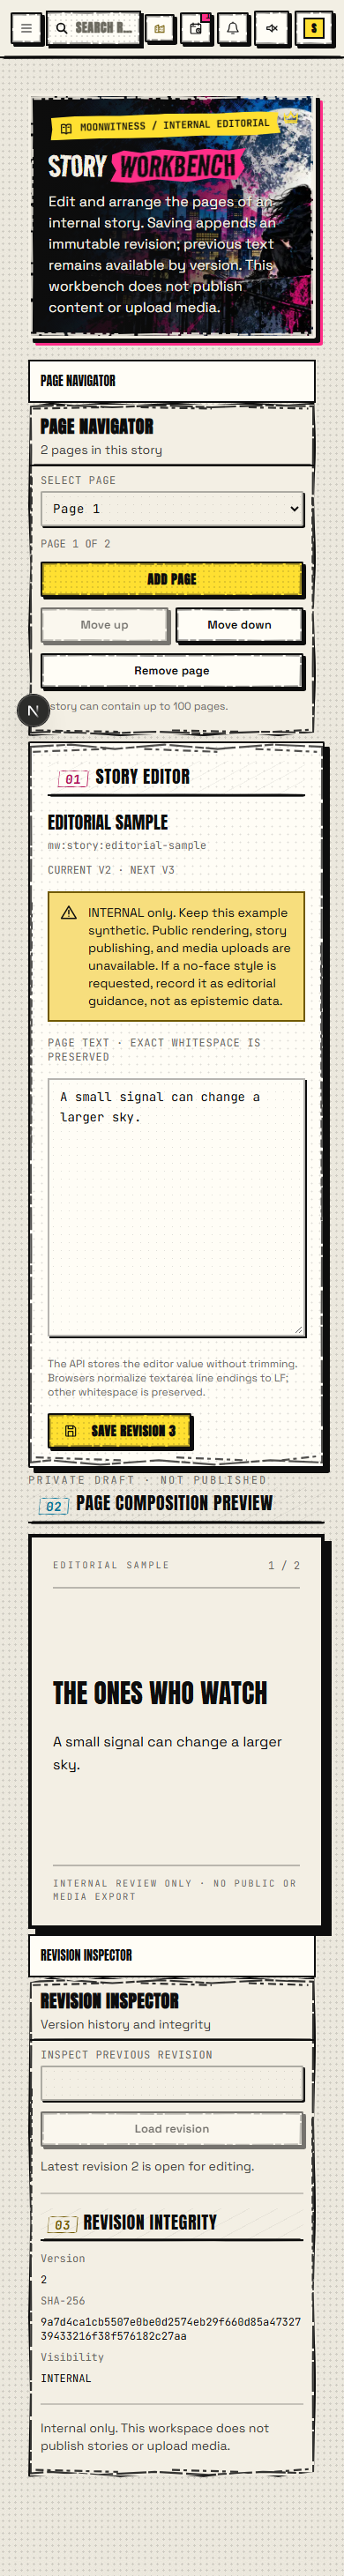 SEARCH R...
$
MOONWITNESS / INTERNAL EDITORIAL
STORY WORKBENCH
Edit and arrange the pages of an
internal story. Saving appends an
immutable revision; previous text
remains available by version. This
workbench does not publish
content or upload media.
PAGE NAVIGATOR
PAGE NAVIGATOR
2 pages in this story
SELECT PAGE
Page 1
PAGE 1 OF 2
ADD PAGE
Move up
Move down
Remove page
N
story can contain up to 100 pages.
01 STORY EDITOR
EDITORIAL SAMPLE
mw:story:editorial-sample
CURRENT V2 · NEXT V3
INTERNAL only. Keep this example
synthetic. Public rendering, story
publishing, and media uploads are
unavailable. If a no-face style is
requested, record it as editorial
guidance, not as epistemic data.
PAGE TEXT · EXACT WHITESPACE IS
PRESERVED
A small signal can change a
larger sky.
The API stores the editor value without trimming.
Browsers normalize textarea line endings to LF;
other whitespace is preserved.
SAVE REVISION 3
PRIVATE DRAFT · NOT PUBLISHED
02 PAGE COMPOSITION PREVIEW
EDITORIAL SAMPLE
1 / 2
THE ONES WHO WATCH
A small signal can change a larger
sky.
INTERNAL REVIEW ONLY · NO PUBLIC OR
MEDIA EXPORT
REVISION INSPECTOR
REVISION INSPECTOR
Version history and integrity
INSPECT PREVIOUS REVISION
Load revision
Latest revision 2 is open for editing.
03 REVISION INTEGRITY
Version
2
SHA-256
9a7d4ca1cb5507e0be0d2574eb29f660d85a47327
39433216f38f576182c27aa
Visibility
INTERNAL
Internal only. This workspace does not
publish stories or upload media.